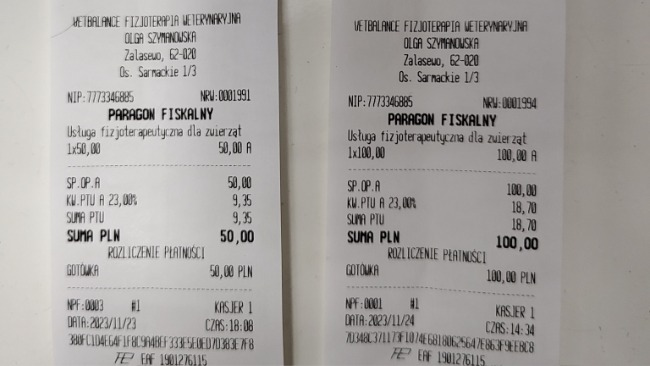 VETBALANCE FIZJOTERAPIA WETERYNARYJNA
OLGA SZYMANOWSKA
Zalasewo, 62-020
Os. Sarmackie 1/3
NIP:7773346885 NRW:0001991
PARAGON FISKALNY
Usługa fizjoterapeutyczna dla zwierząt
1x50,00 50,00 A
SP.OP.A 50,00
KW.PTU A 23,00% 9,35
SUMA PTU 9,35
SUMA PLN 50,00
ROZLICZENIE PŁATNOŚCI
GOTÓWKA 50,00 PLN
NPF:0003 #1 KASJER 1
DATA:2023/11/23 CZAS:18:08
EAF 1901276115
VETBALANCE FIZJOTERAPIA WETERYNARYJNA
OLGA SZYMANOWSKA
Zalasewo, 62-020
Os. Sarmackie 1/3
NIP:7773346885 NRW:0001994
PARAGON FISKALNY
Usługa fizjoterapeutyczna dla zwierząt
1x100,00 100,00 A
SP.OP.A 100,00
KW.PTU A 23,00% 18,70
SUMA PTU 18,70
SUMA PLN 100,00
ROZLICZENIE PŁATNOŚCI
GOTÓWKA 100,00 PLN
NPF:0001 #1 KASJER 1
DATA:2023/11/24 CZAS:14:34
EAF 1901276115